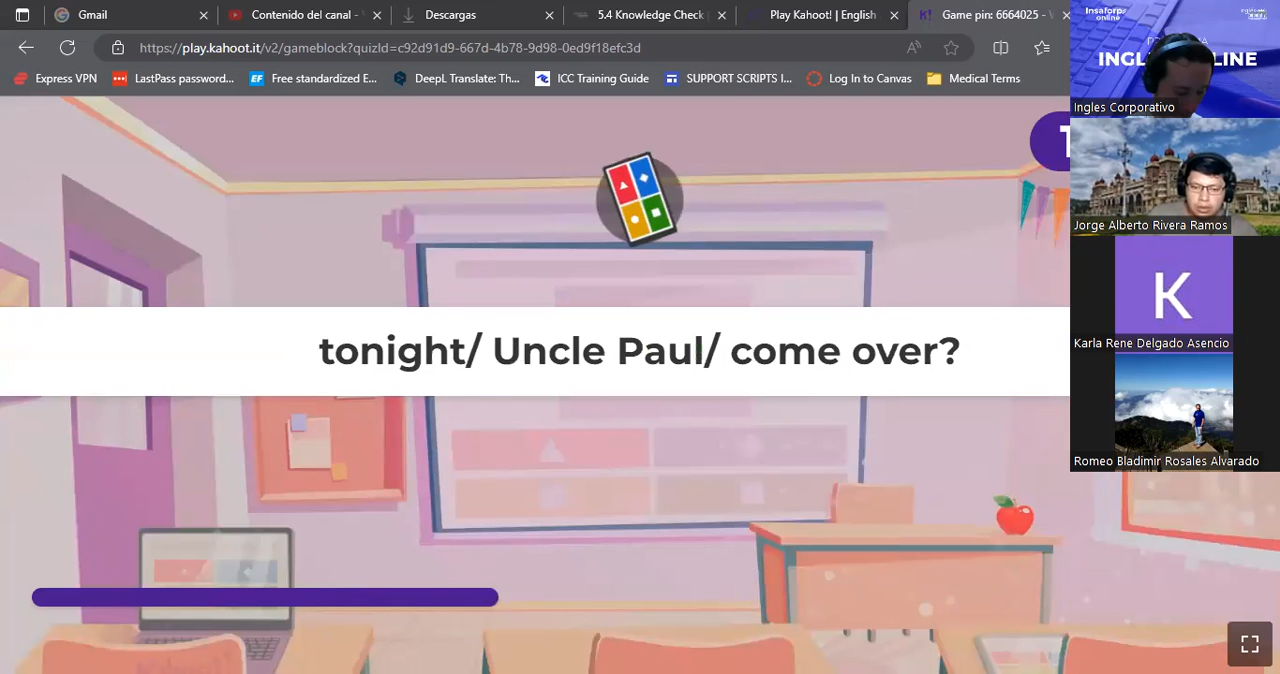 Gmail
Contenido del canal -
Descargas
5.4 Knowledge Check
Play Kahoot! | English
K!
Game pin: 6664025 -
https://play.kahoot.it/v2/gameblock?quizId=c92d91d9-667d-4b78-9d98-0ed9f18efc3d
Express VPN
LastPass password...
EF
Free standardized E...
DeepL Translate: Th...
ICC Training Guide
SUPPORT SCRIPTS I...
Log In to Canvas
Medical Terms
Insaforp
online
Ingles Corporativo
Jorge Alberto Rivera Ramos
K
Karla Rene Delgado Asencio
Romeo Bladimir Rosales Alvarado
tonight/ Uncle Paul/ come over?